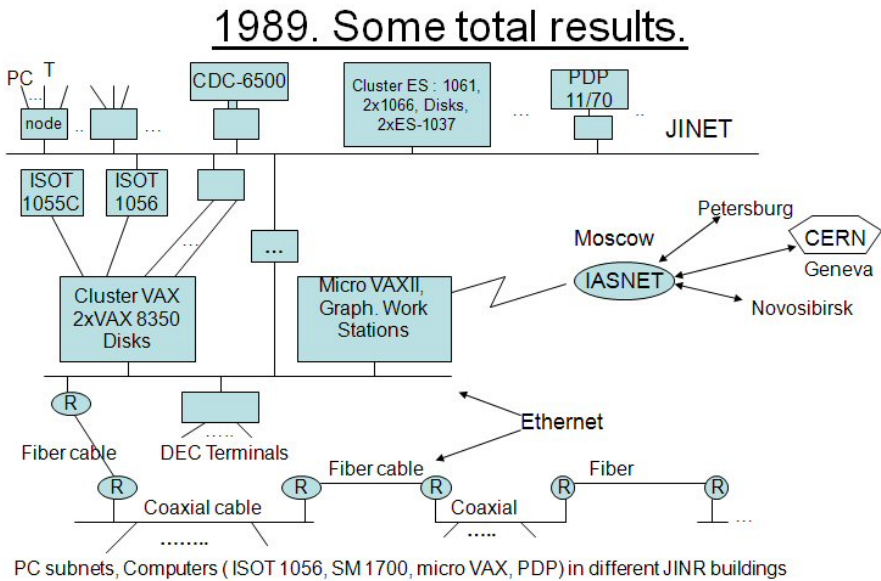 1989. Some total results.
PC T
...
node
..
...
CDC-6500
...
Cluster ES : 1061,
2x1066, Disks,
2xES-1037
...
PDP
11/70
..
JINET
ISOT
1055C
ISOT
1056
...
...
Cluster VAX
2xVAX 8350
Disks
Micro VAXII,
Graph. Work
Stations
Moscow
IASNET
Petersburg
CERN
Geneva
Novosibirsk
R
.....
Ethernet
Fiber cable
DEC Terminals
Fiber cable
Fiber
R
R
R
R
R
Coaxial cable
Coaxial
........
.....
...
PC subnets, Computers ( ISOT 1056, SM 1700, micro VAX, PDP) in different JINR buildings